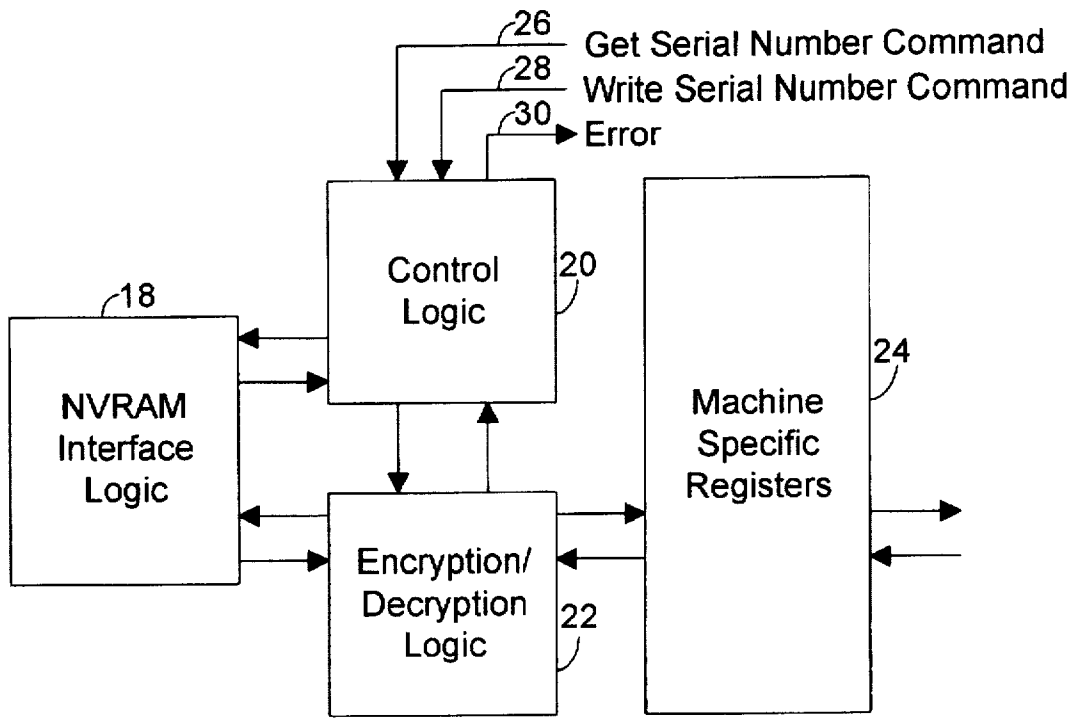 26
Get Serial Number Command
28
Write Serial Number Command
30
Error
Control
Logic
20
18
NVRAM
Interface
Logic
24
Machine
Specific
Registers
Encryption/
Decryption
Logic
22